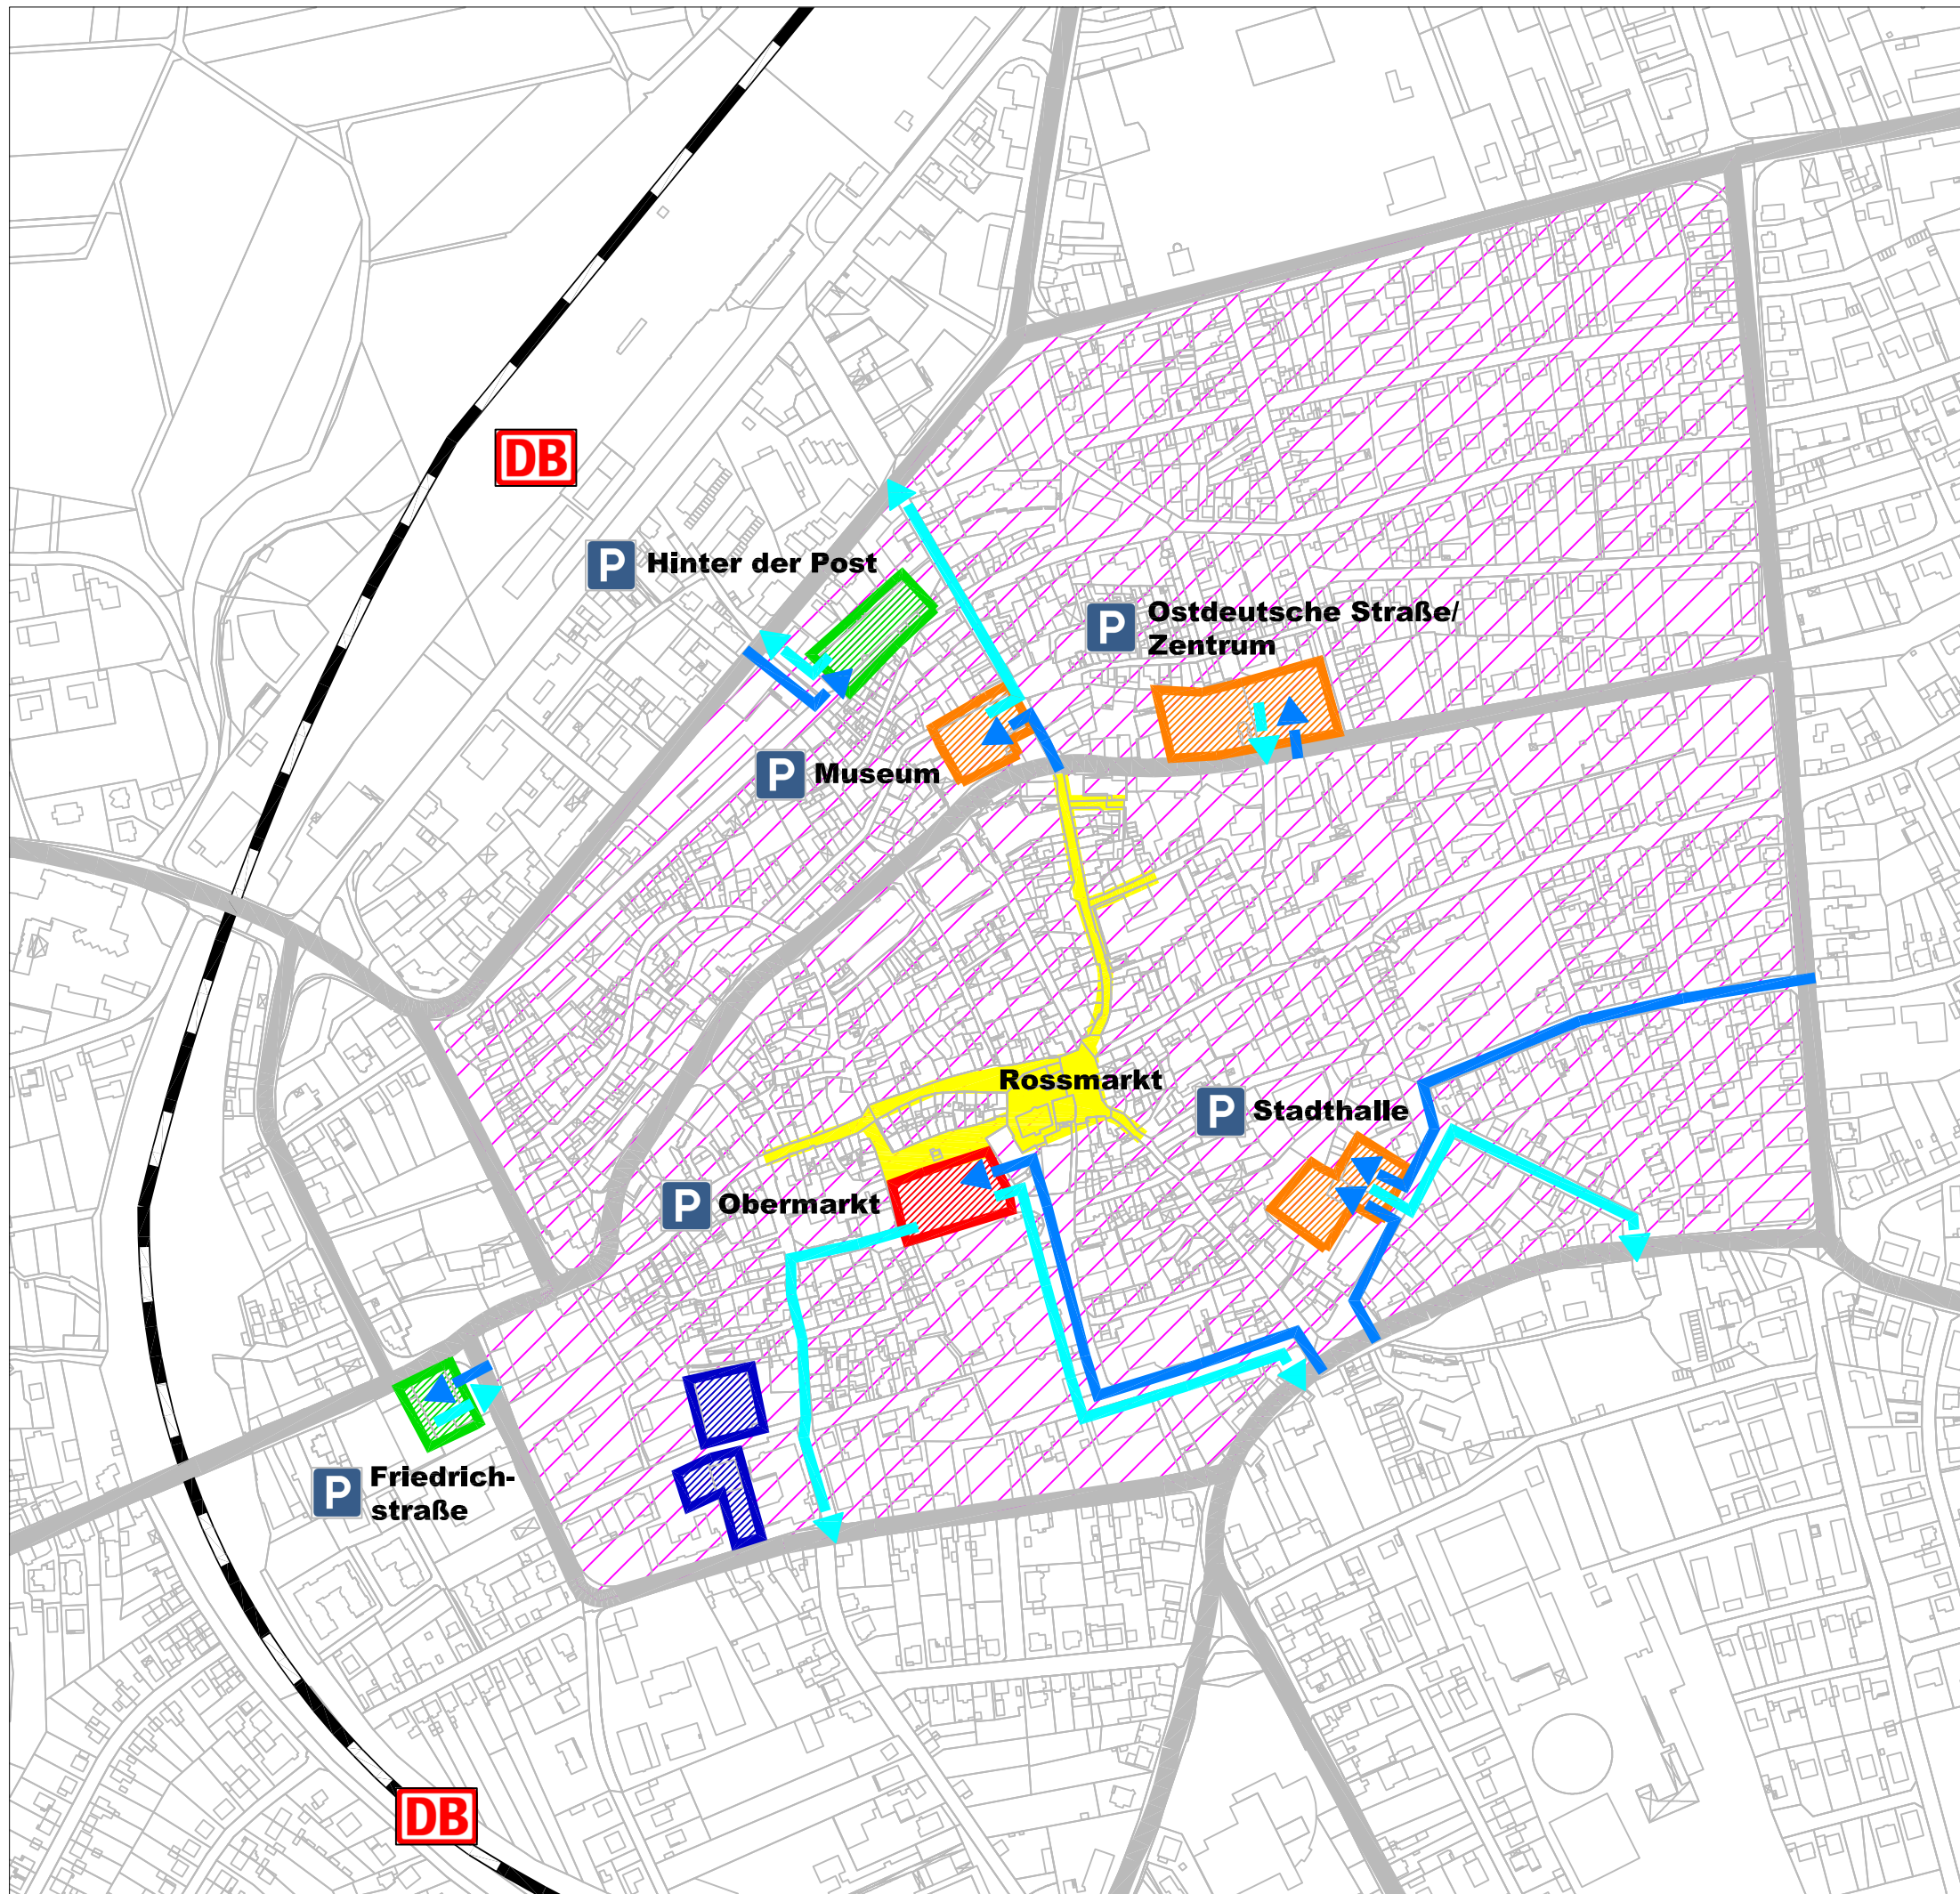 DB
P Hinter der Post
P Ostdeutsche Straße/
Zentrum
P Museum
Rossmarkt
P Stadthalle
P Obermarkt
P Friedrich-
straße
DB